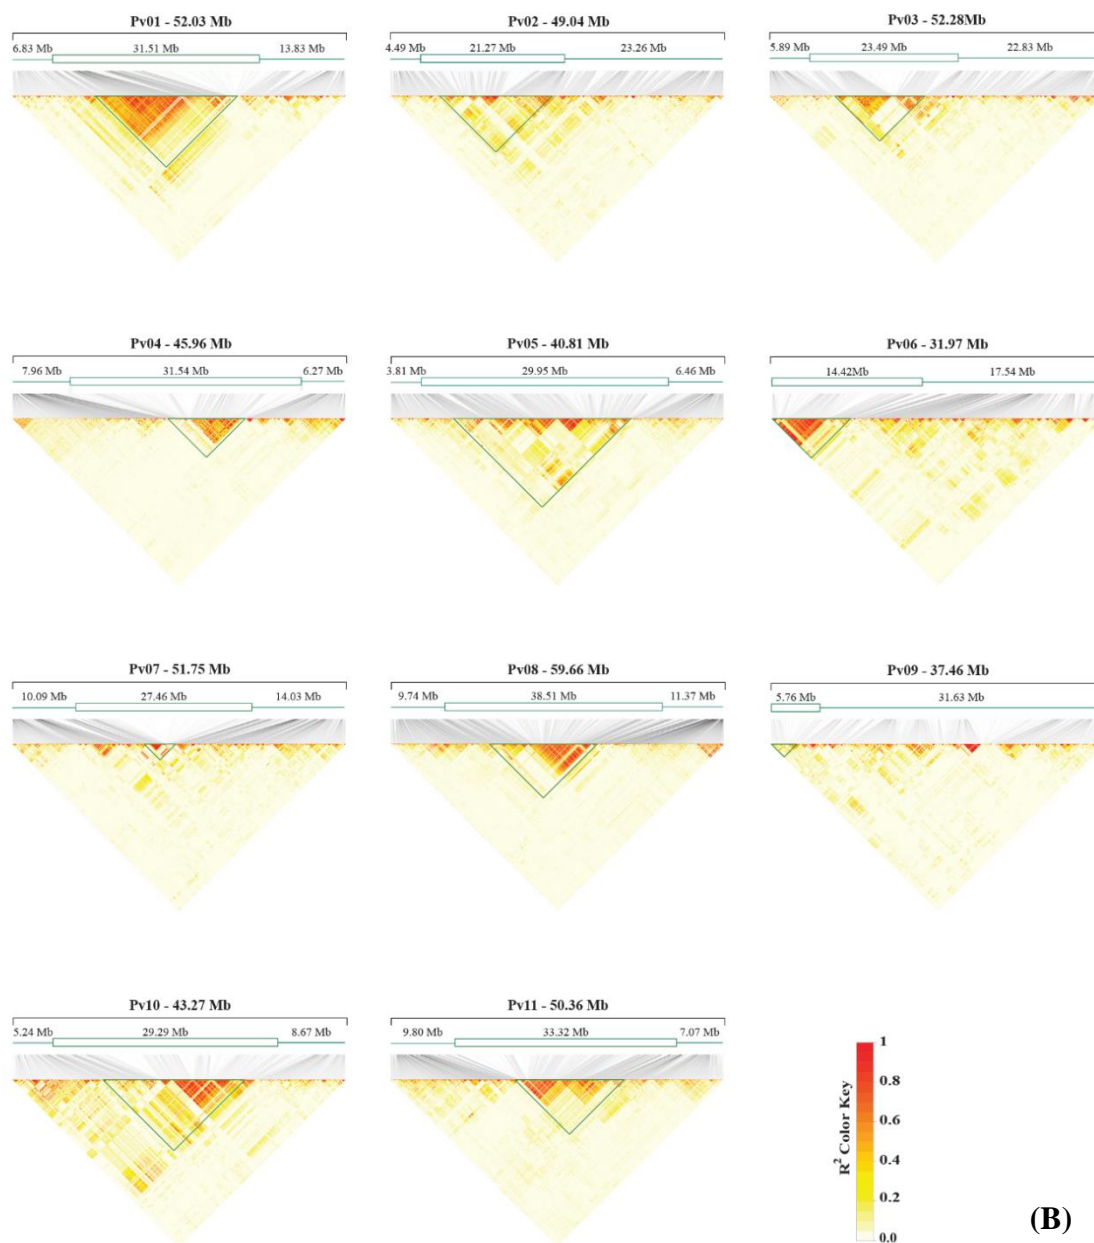 Pv01 - 52.03 Mb
6.83 Mb 31.51 Mb 13.83 Mb
Pv02 - 49.04 Mb
4.49 Mb 21.27 Mb 23.26 Mb
Pv03 - 52.28Mb
5.89 Mb 23.49 Mb 22.83 Mb
Pv04 - 45.96 Mb
7.96 Mb 31.54 Mb 6.27 Mb
Pv05 - 40.81 Mb
3.81 Mb 29.95 Mb 6.46 Mb
Pv06 - 31.97 Mb
14.42Mb 17.54 Mb
Pv07 - 51.75 Mb
10.09 Mb 27.46 Mb 14.03 Mb
Pv08 - 59.66 Mb
9.74 Mb 38.51 Mb 11.37 Mb
Pv09 - 37.46 Mb
5.76 Mb 31.63 Mb
Pv10 - 43.27 Mb
5.24 Mb 29.29 Mb 8.67 Mb
Pv11 - 50.36 Mb
9.80 Mb 33.32 Mb 7.07 Mb
R² Color Key
1
0.8
0.6
0.4
0.2
0.0
(B)